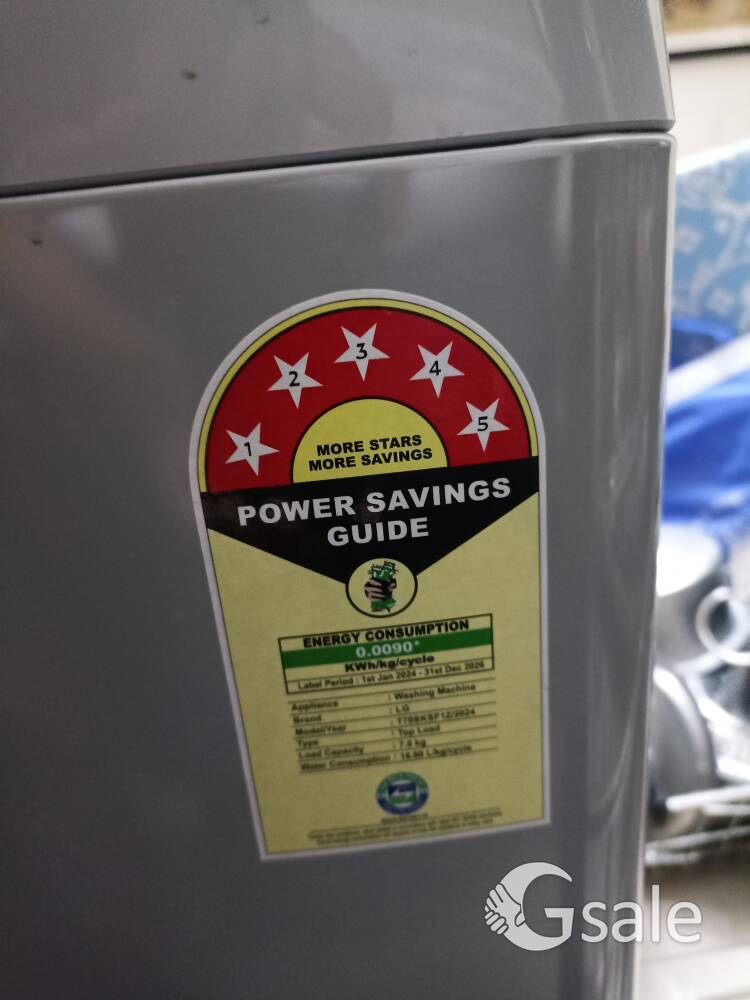 1 2 3 4 5
MORE STARS
MORE SAVINGS
POWER SAVINGS
GUIDE
ENERGY CONSUMPTION
0.0090*
KWh/kg/cycle
Label Period : 1st Jan 2024 - 31st Dec 2026
Appliance : Washing Machine
Brand : LG
Model/Year : T70SKSF1Z/2024
Type : Top Load
Load Capacity : 7.0 kg
Water Consumption : L/kg/cycle
Gsale